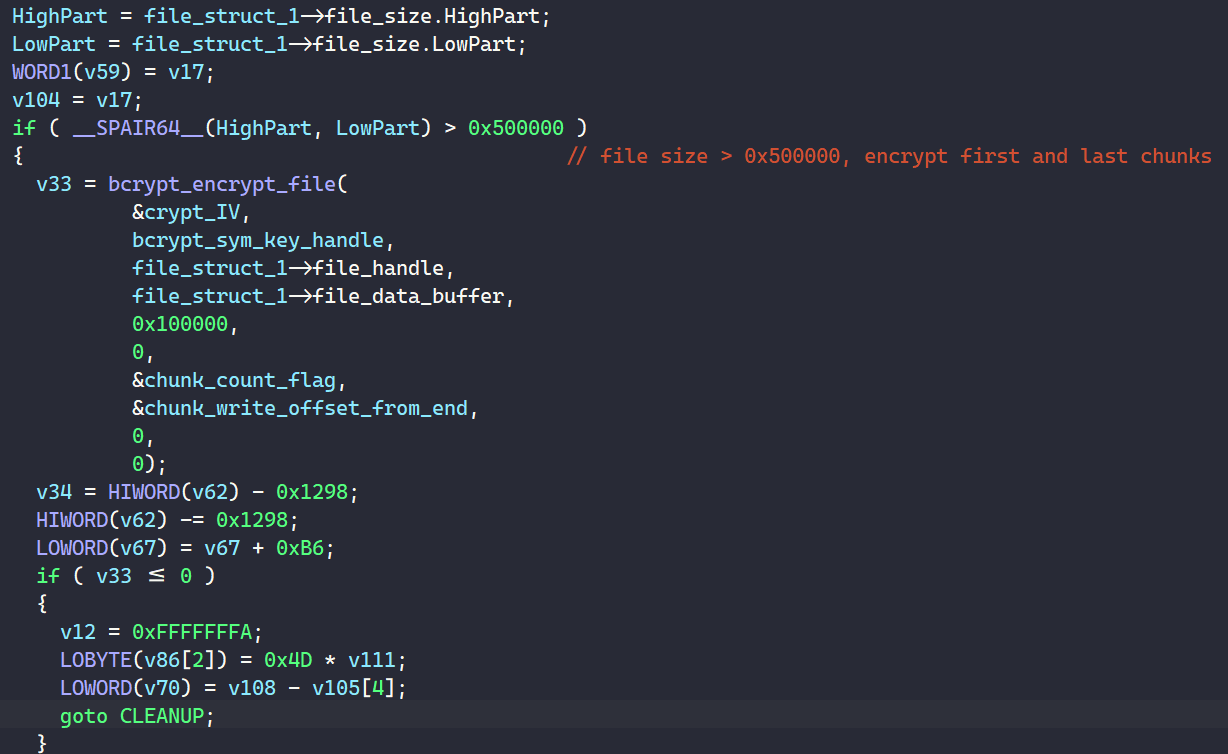 HighPart = file_struct_1→file_size.HighPart;
LowPart = file_struct_1→file_size.LowPart;
WORD1(v59) = v17;
v104 = v17;
if ( __SPAIR64__(HighPart, LowPart) > 0x500000 )
{ // file size > 0x500000, encrypt first and last chunks
v33 = bcrypt_encrypt_file(
&crypt_IV,
bcrypt_sym_key_handle,
file_struct_1→file_handle,
file_struct_1→file_data_buffer,
0x100000,
0,
&chunk_count_flag,
&chunk_write_offset_from_end,
0,
0);
v34 = HIWORD(v62) - 0x1298;
HIWORD(v62) -= 0x1298;
LOWORD(v67) = v67 + 0xB6;
if ( v33 ≤ 0 )
{
v12 = 0xFFFFFFFA;
LOBYTE(v86[2]) = 0x4D * v111;
LOWORD(v70) = v108 - v105[4];
goto CLEANUP;
}